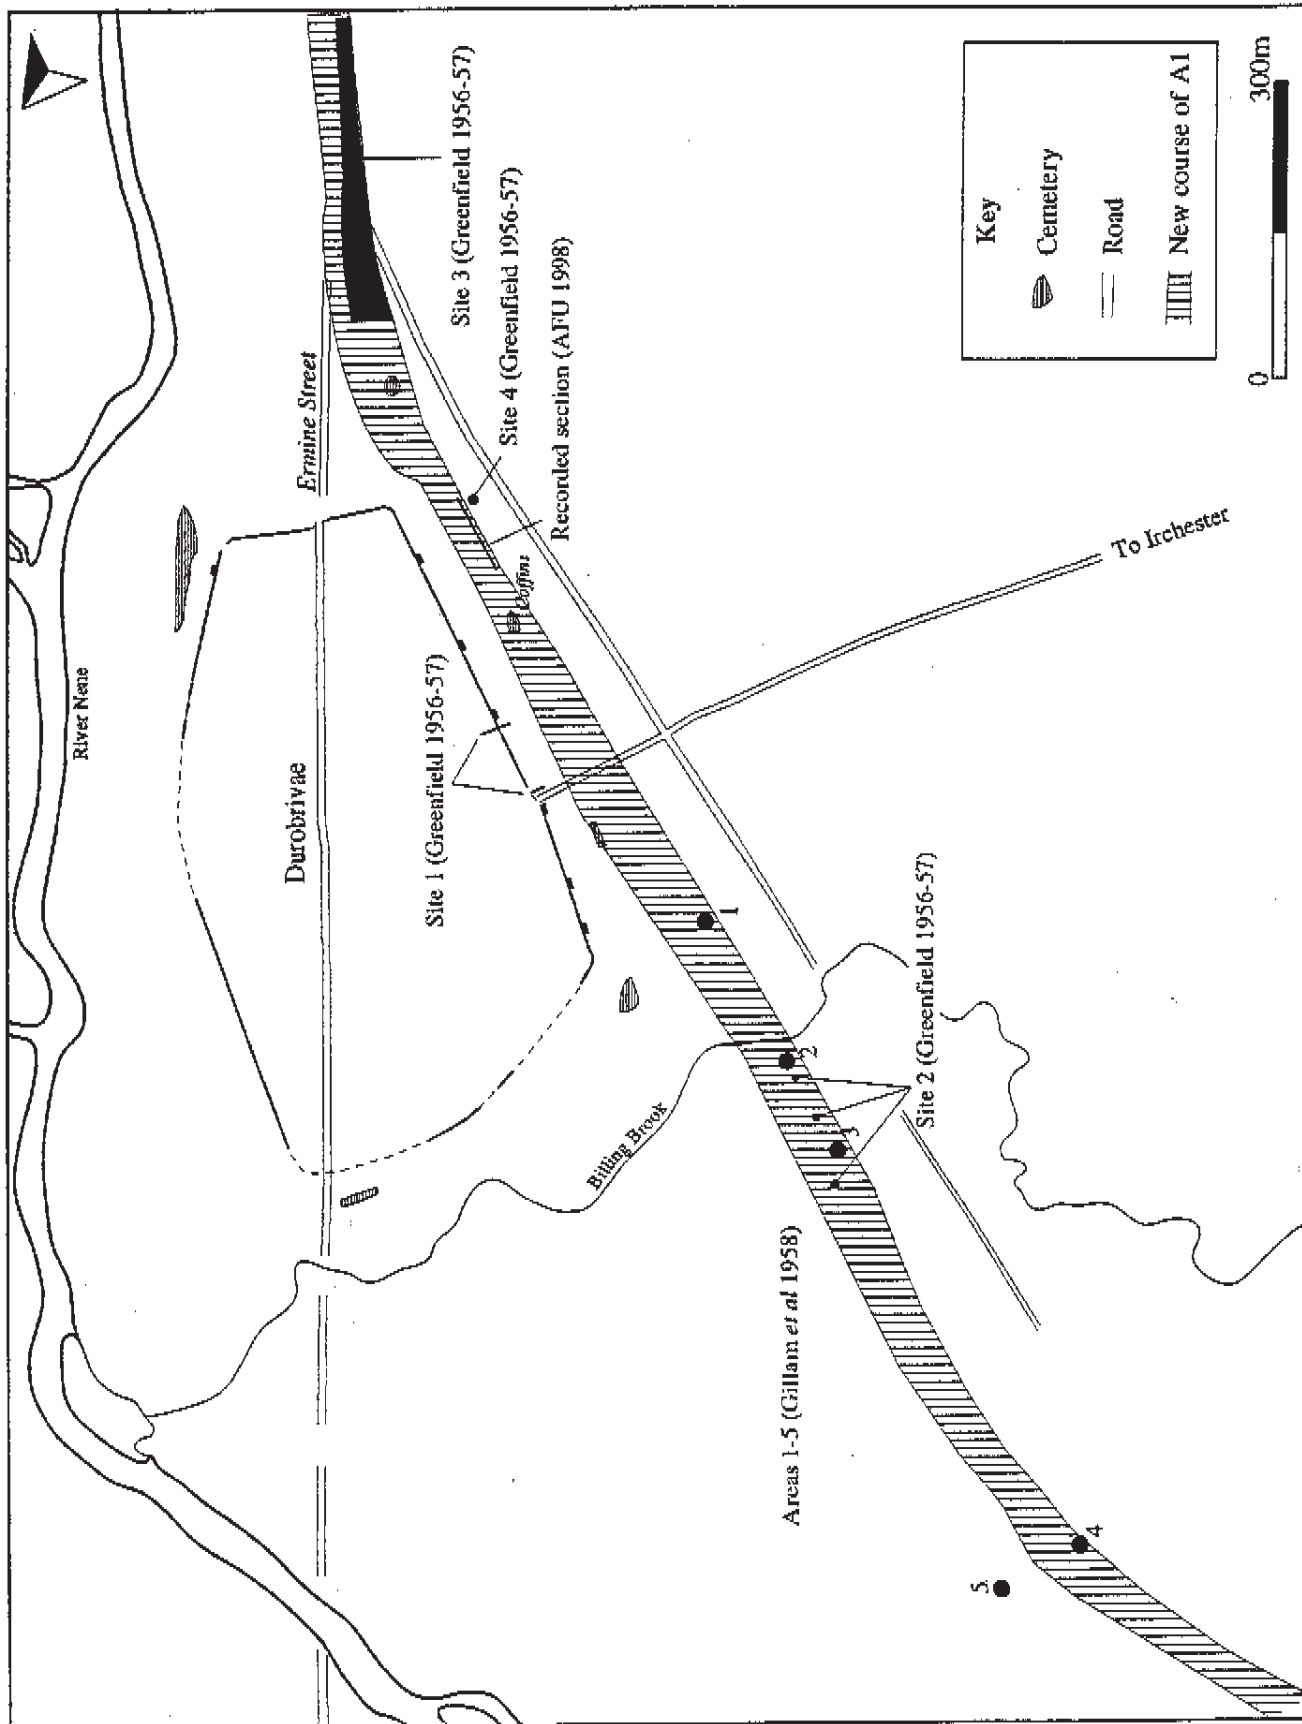 River Nene
Durobrivae
Ermine Street
Site 3 (Greenfield 1956-57)
Site 4 (Greenfield 1956-57)
Recorded section (AFU 1998)
Coffins
Site 1 (Greenfield 1956-57)
To Irchester
1
2
3
Site 2 (Greenfield 1956-57)
Billing Brook
Areas 1-5 (Gillam et al 1958)
4
5
Key
Cemetery
Road
New course of A1
0
300m